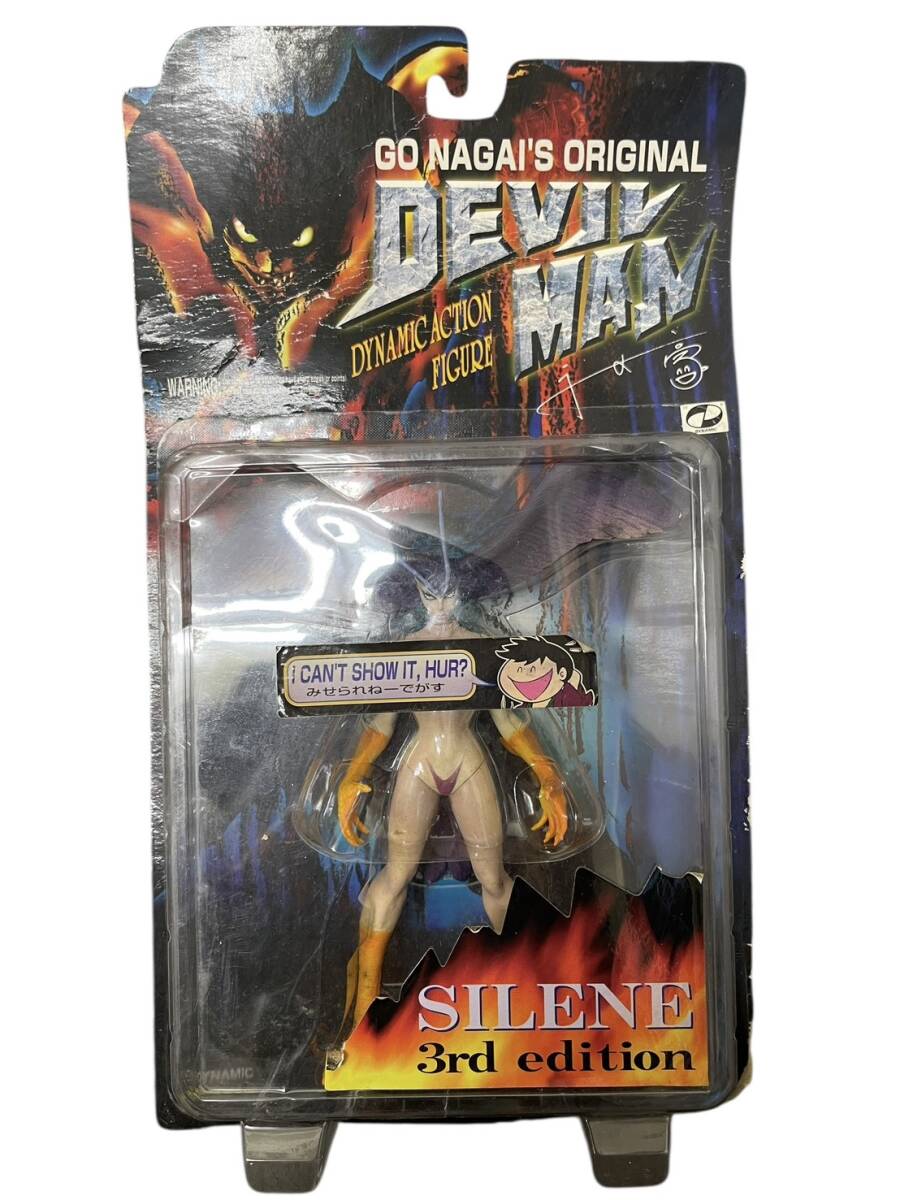 GO NAGAI'S ORIGINAL
DEVIL
MAN
DYNAMIC ACTION
FIGURE
WARNING:
DYNAMIC
I CAN'T SHOW IT, HUR?
みせられねーでがす
SILENE
3rd edition
DYNAMIC